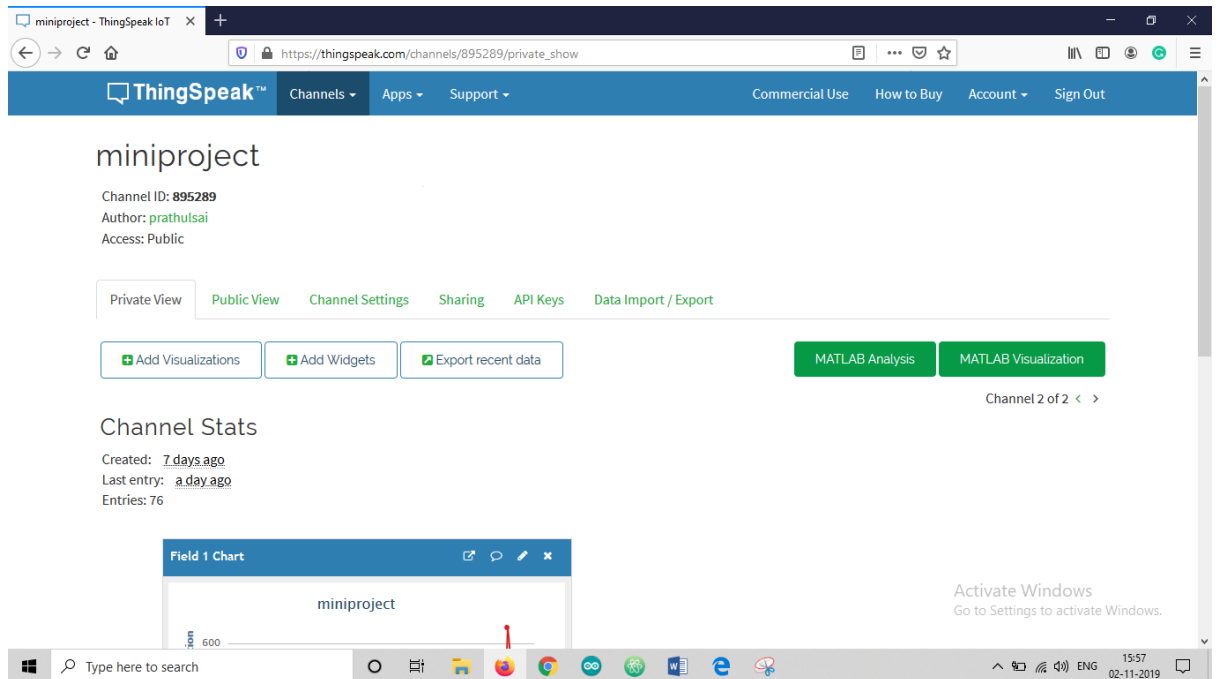 miniproject - ThingSpeak IoT
https://thingspeak.com/channels/895289/private_show
ThingSpeak™ Channels Apps Support Commercial Use How to Buy Account Sign Out
miniproject
Channel ID: 895289
Author: prathulsai
Access: Public
Private View Public View Channel Settings Sharing API Keys Data Import / Export
Add Visualizations Add Widgets Export recent data MATLAB Analysis MATLAB Visualization
Channel 2 of 2 < >
Channel Stats
Created: 7 days ago
Last entry: a day ago
Entries: 76
Field 1 Chart
miniproject
600
Activate Windows
Go to Settings to activate Windows.
Type here to search
ENG
15:57
02-11-2019